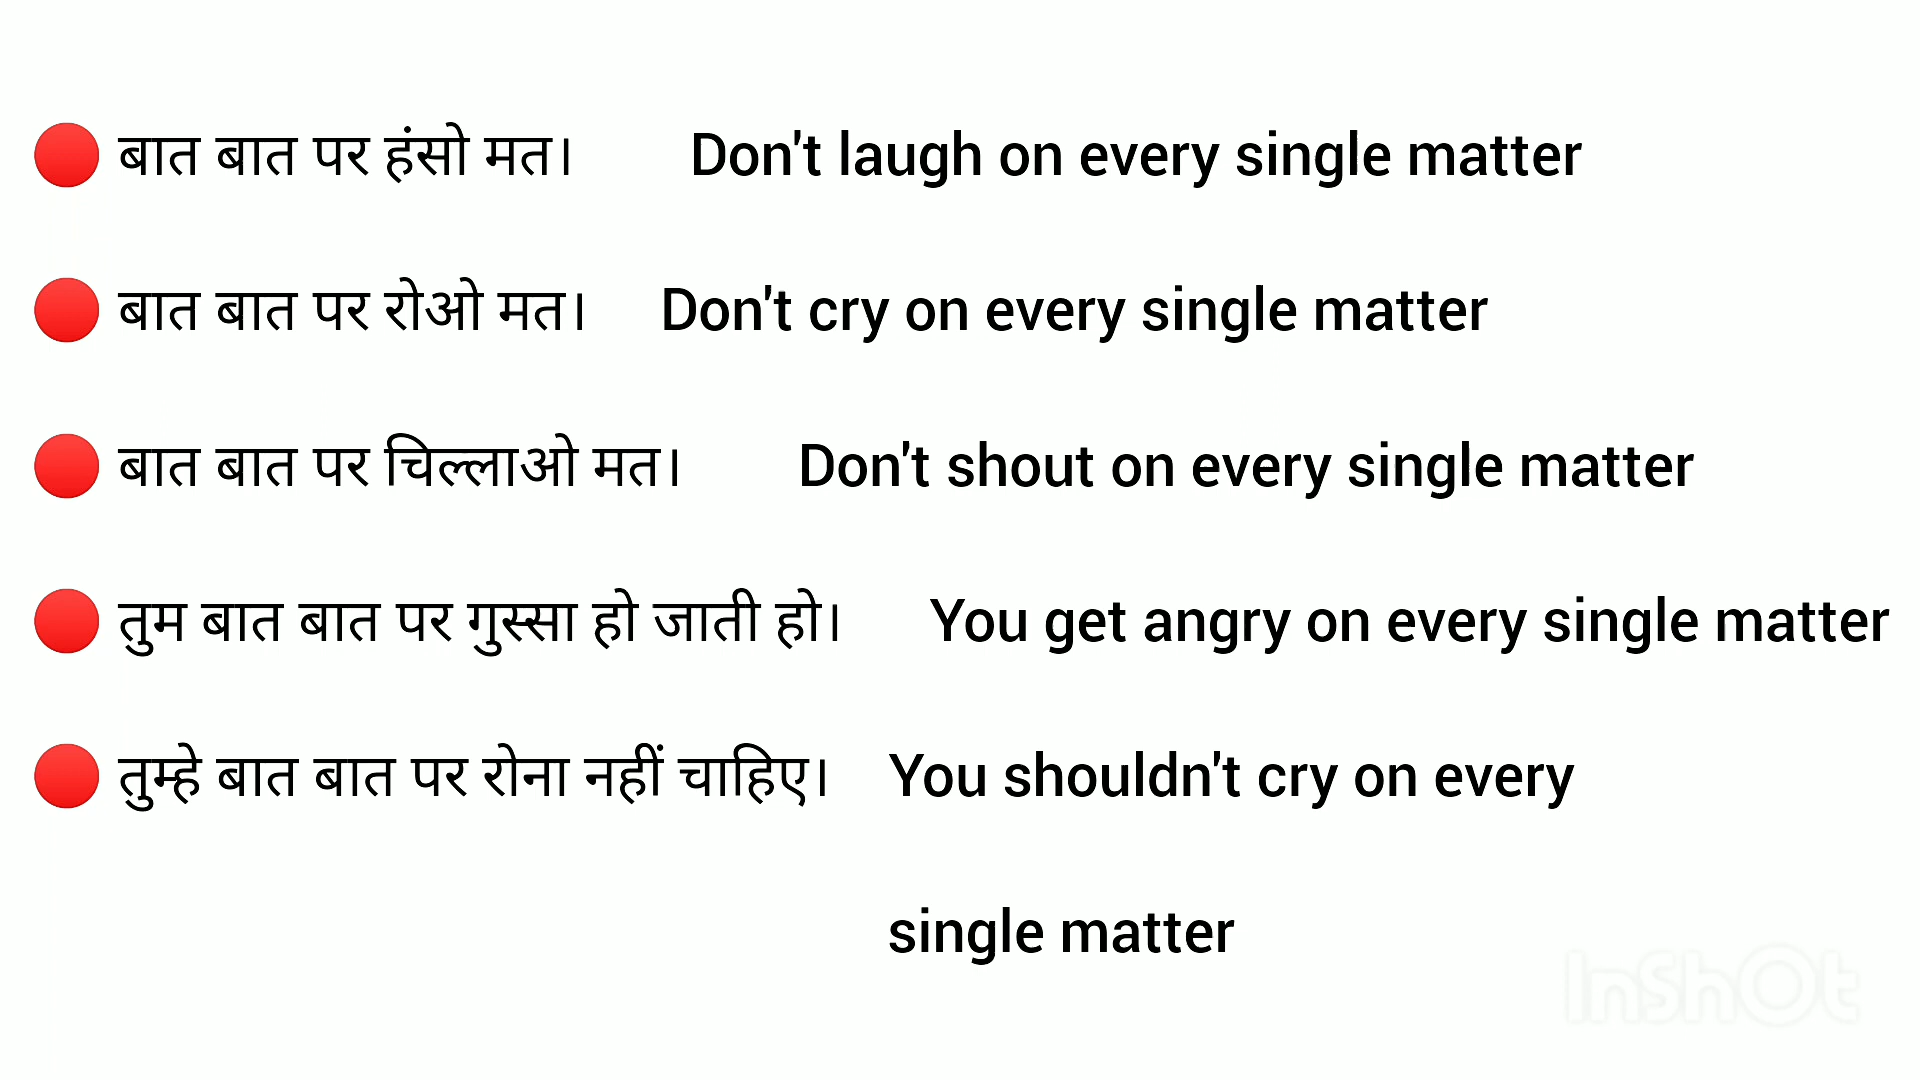 🔴 बात बात पर हंसो मत। Don't laugh on every single matter
🔴 बात बात पर रोओ मत। Don't cry on every single matter
🔴 बात बात पर चिल्लाओ मत। Don't shout on every single matter
🔴 तुम बात बात पर गुस्सा हो जाती हो। You get angry on every single matter
🔴 तुम्हे बात बात पर रोना नहीं चाहिए। You shouldn't cry on every
single matter
InShOt